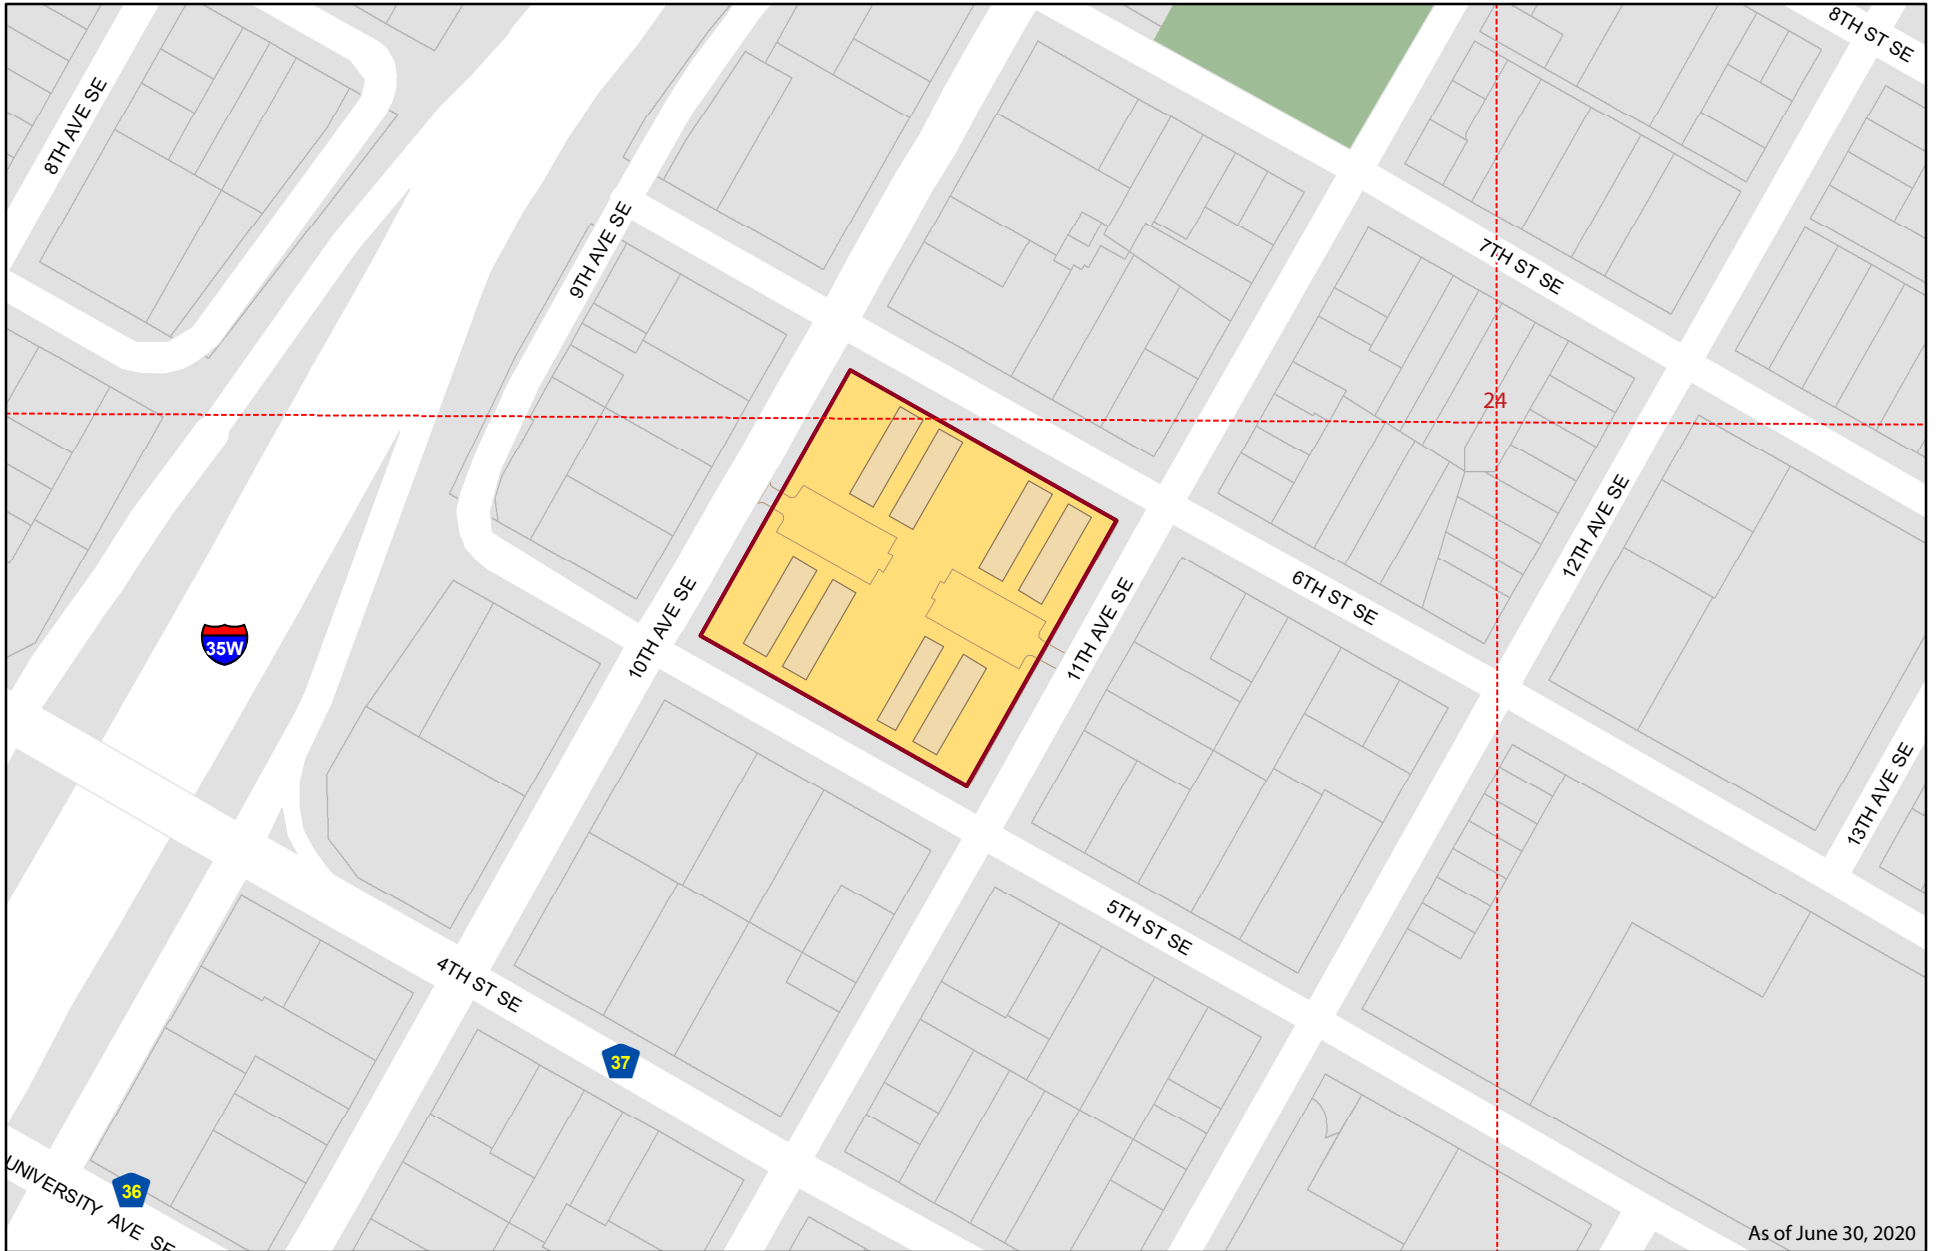 8TH ST SE
8TH AVE SE
9TH AVE SE
7TH ST SE
24
12TH AVE SE
6TH ST SE
10TH AVE SE
11TH AVE SE
35W
13TH AVE SE
5TH ST SE
4TH ST SE
37
36
UNIVERSITY AVE SE
As of June 30, 2020